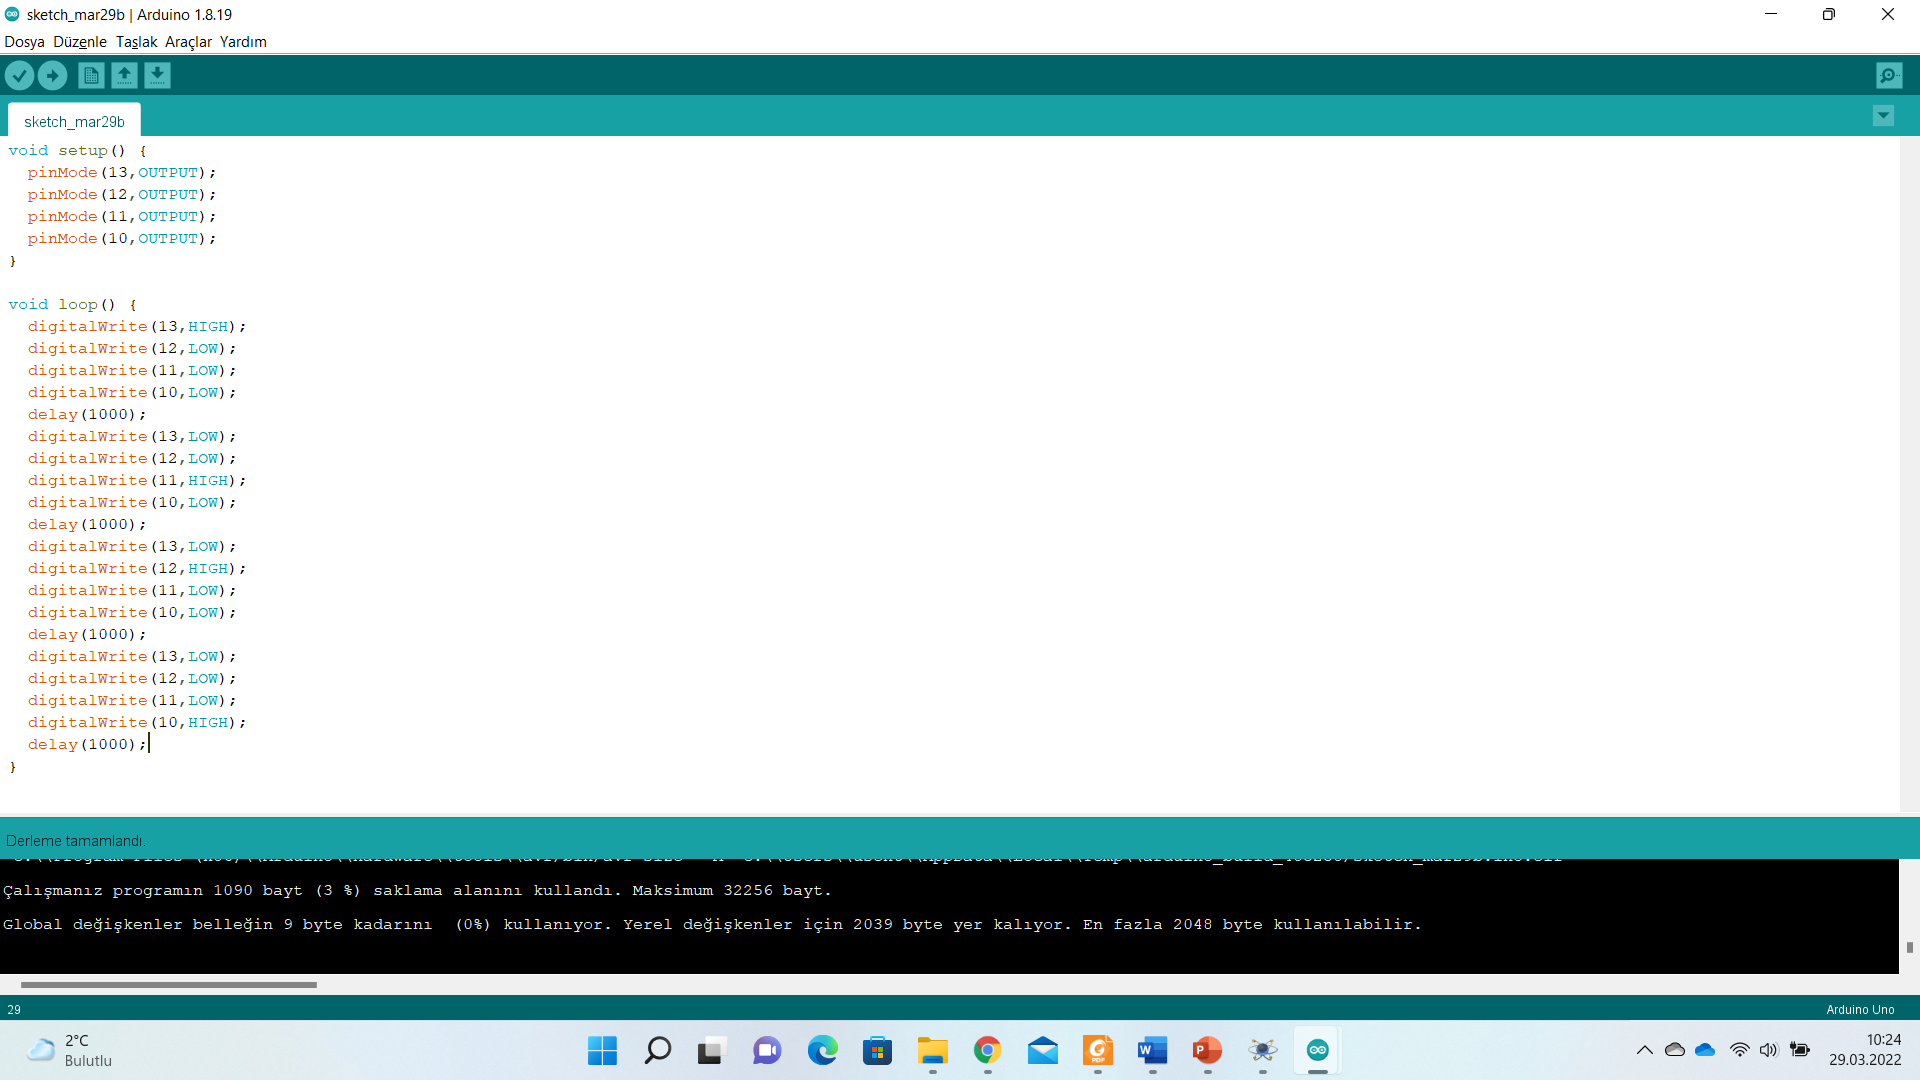 sketch_mar29b | Arduino 1.8.19
Dosya Düzenle Taslak Araçlar Yardım
sketch_mar29b
void setup() {
  pinMode(13,OUTPUT);
  pinMode(12,OUTPUT);
  pinMode(11,OUTPUT);
  pinMode(10,OUTPUT);
}
void loop() {
  digitalWrite(13,HIGH);
  digitalWrite(12,LOW);
  digitalWrite(11,LOW);
  digitalWrite(10,LOW);
  delay(1000);
  digitalWrite(13,LOW);
  digitalWrite(12,LOW);
  digitalWrite(11,HIGH);
  digitalWrite(10,LOW);
  delay(1000);
  digitalWrite(13,LOW);
  digitalWrite(12,HIGH);
  digitalWrite(11,LOW);
  digitalWrite(10,LOW);
  delay(1000);
  digitalWrite(13,LOW);
  digitalWrite(12,LOW);
  digitalWrite(11,LOW);
  digitalWrite(10,HIGH);
  delay(1000);
}
Derleme tamamlandı.
Çalışmanız programın 1090 bayt (3 %) saklama alanını kullandı. Maksimum 32256 bayt.
Global değişkenler belleğin 9 byte kadarını  (0%) kullanıyor. Yerel değişkenler için 2039 byte yer kalıyor. En fazla 2048 byte kullanılabilir.
29
Arduino Uno
2°C
Bulutlu
10:24
29.03.2022